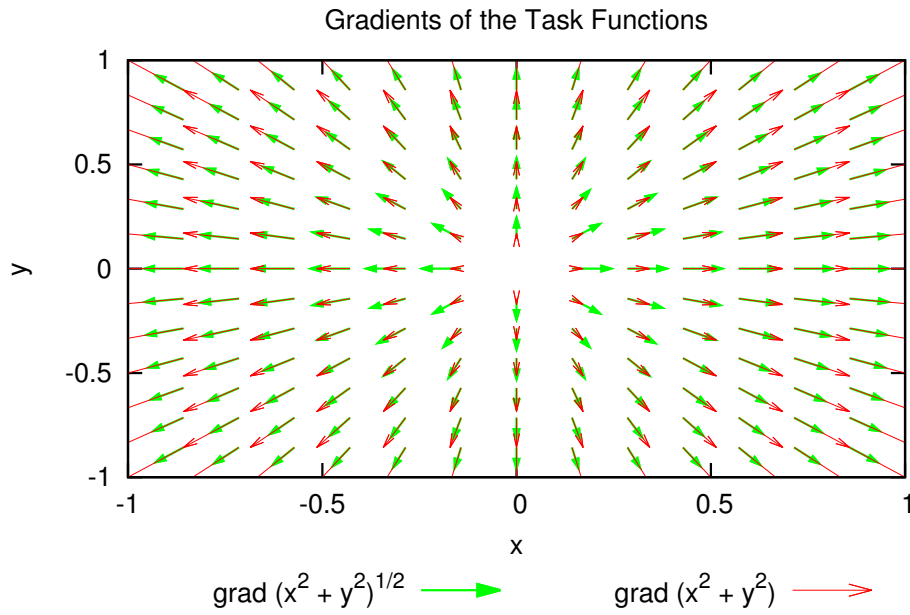 Gradients of the Task Functions
1
0.5
0
-0.5
-1
y
-1 -0.5 0 0.5 1
x
grad (x² + y²)¹/² grad (x² + y²)